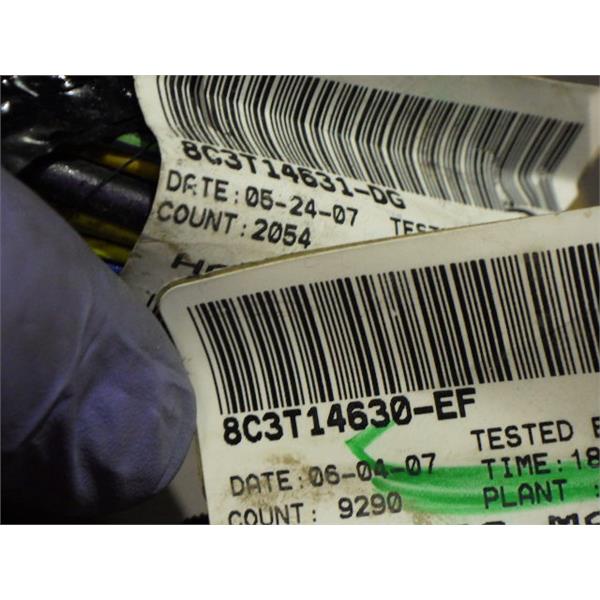 8C3T14631-DG
DATE:05-24-07
COUNT:2054
8C3T14630-EF
TESTED
DATE:06-04-07
TIME:18
COUNT: 9290
PLANT :